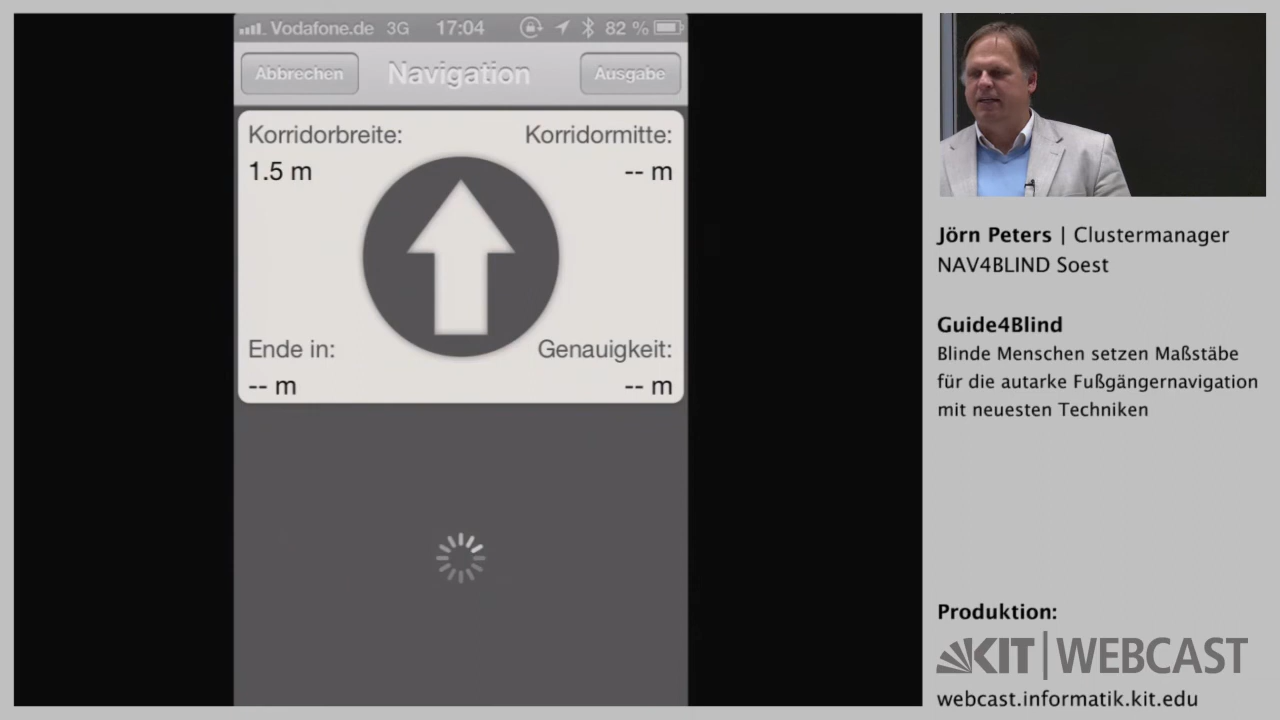 Vodafone.de 3G 17:04 82 %
Abbrechen Navigation Ausgabe
Korridorbreite: Korridormitte:
1.5 m -- m
Ende in: Genauigkeit:
-- m -- m
Jörn Peters | Clustermanager
NAV4BLIND Soest
Guide4Blind
Blinde Menschen setzen Maßstäbe
für die autarke Fußgängernavigation
mit neuesten Techniken
Produktion:
KIT | WEBCAST
webcast.informatik.kit.edu